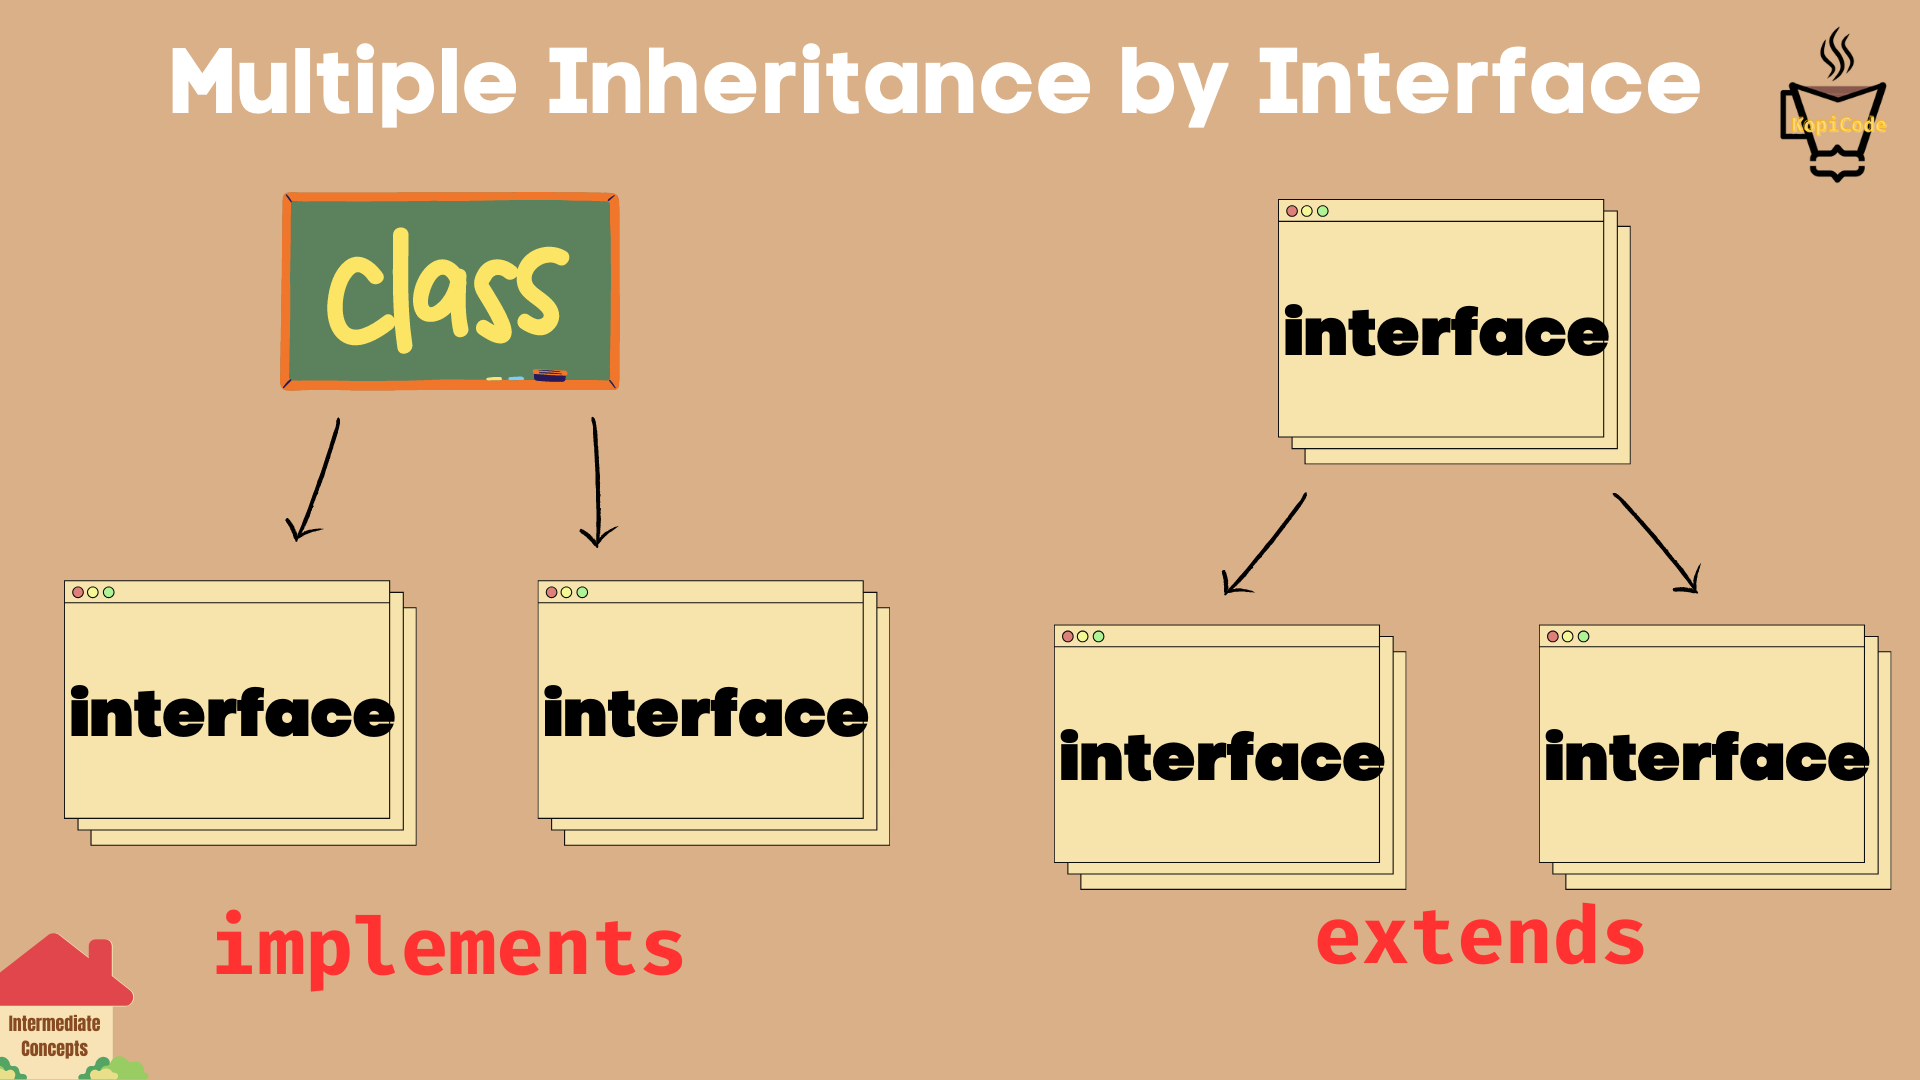 Multiple Inheritance by Interface
KopiCode
class
interface
interface
interface
interface
interface
implements
extends
Intermediate
Concepts